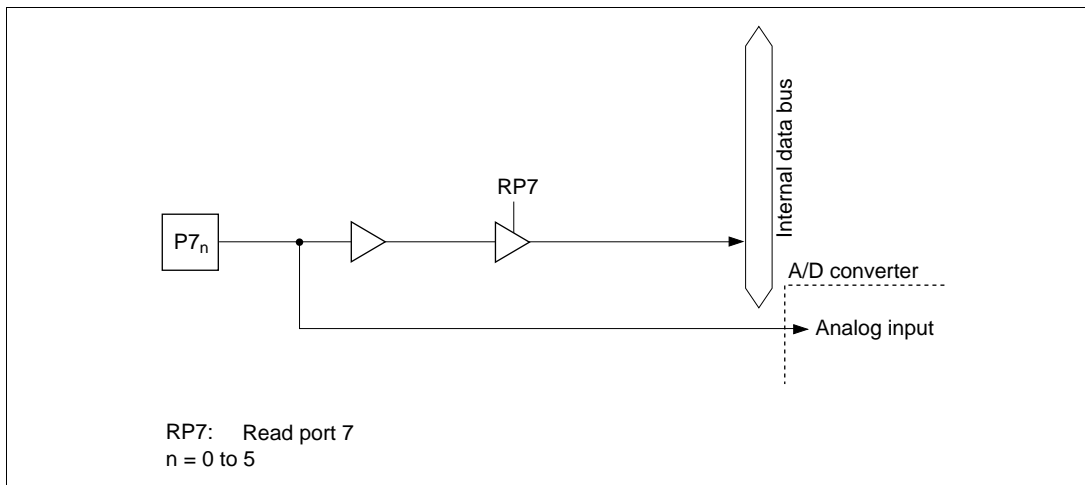 Internal data bus
RP7
P7n
A/D converter
Analog input
RP7: Read port 7
n = 0 to 5